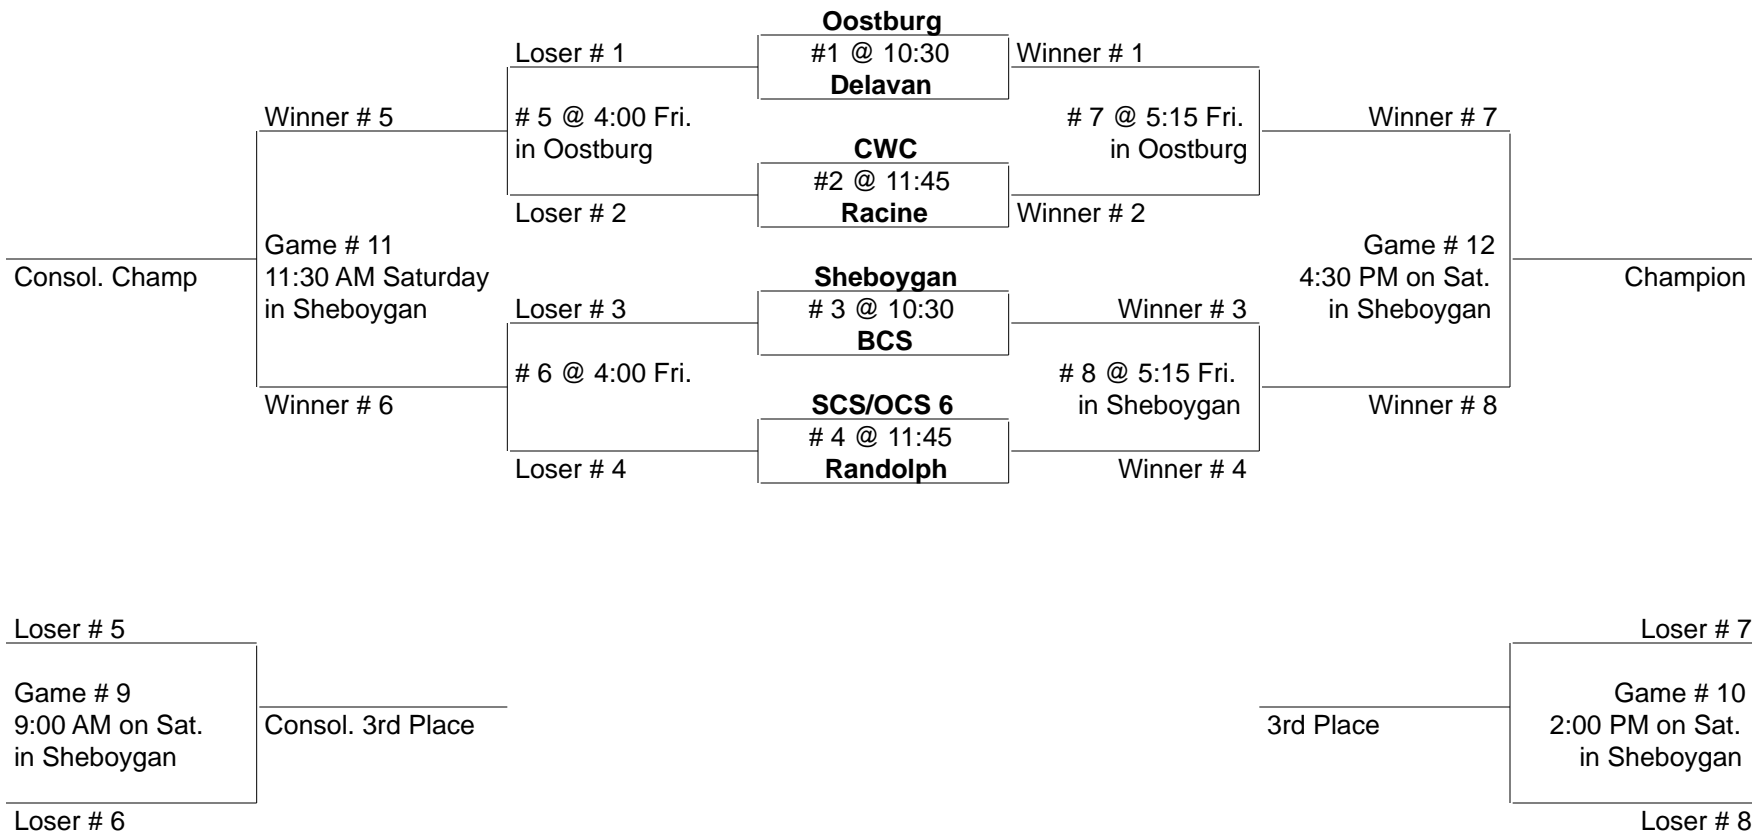 Oostburg
Loser # 1
#1 @ 10:30
Winner # 1
Delavan
Winner # 5
# 5 @ 4:00 Fri.
# 7 @ 5:15 Fri.
Winner # 7
in Oostburg
CWC
in Oostburg
#2 @ 11:45
Loser # 2
Racine
Winner # 2
Game # 11
Game # 12
Consol. Champ
11:30 AM Saturday
Sheboygan
4:30 PM on Sat.
Champion
in Sheboygan
Loser # 3
# 3 @ 10:30
Winner # 3
in Sheboygan
BCS
# 6 @ 4:00 Fri.
# 8 @ 5:15 Fri.
Winner # 6
SCS/OCS 6
in Sheboygan
Winner # 8
# 4 @ 11:45
Loser # 4
Randolph
Winner # 4
Loser # 5
Loser # 7
Game # 9
Game # 10
9:00 AM on Sat.
Consol. 3rd Place
3rd Place
2:00 PM on Sat.
in Sheboygan
in Sheboygan
Loser # 6
Loser # 8